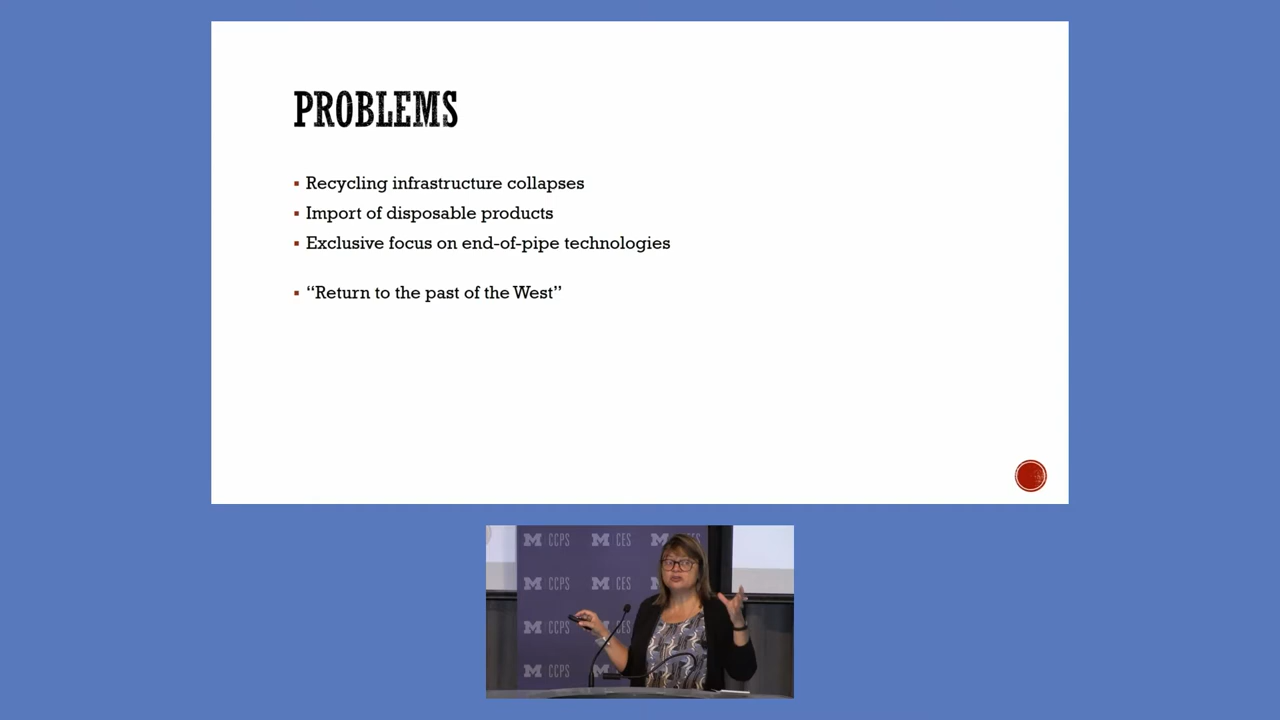 PROBLEMS
▪ Recycling infrastructure collapses
▪ Import of disposable products
▪ Exclusive focus on end-of-pipe technologies
▪ “Return to the past of the West”
M CCPS M CES M CES
M CCPS M CES M
M CCPS M CES
M CCPS M